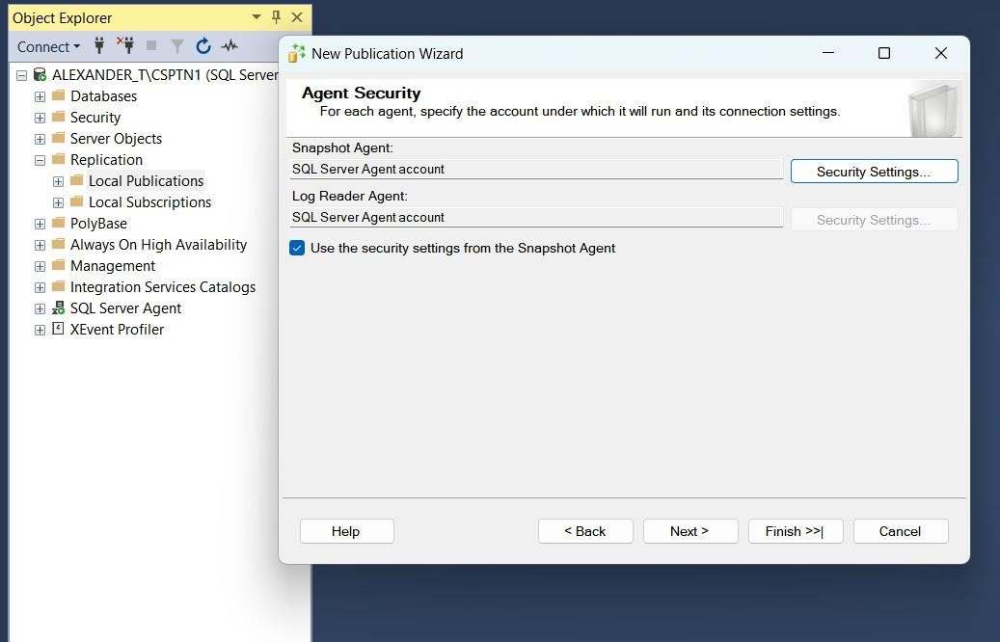 Object Explorer
Connect
ALEXANDER_T\CSPTN1 (SQL Server
Databases
Security
Server Objects
Replication
Local Publications
Local Subscriptions
PolyBase
Always On High Availability
Management
Integration Services Catalogs
SQL Server Agent
XEvent Profiler
New Publication Wizard
Agent Security
For each agent, specify the account under which it will run and its connection settings.
Snapshot Agent:
SQL Server Agent account
Security Settings...
Log Reader Agent:
SQL Server Agent account
Security Settings...
Use the security settings from the Snapshot Agent
Help
< Back
Next >
Finish >>|
Cancel